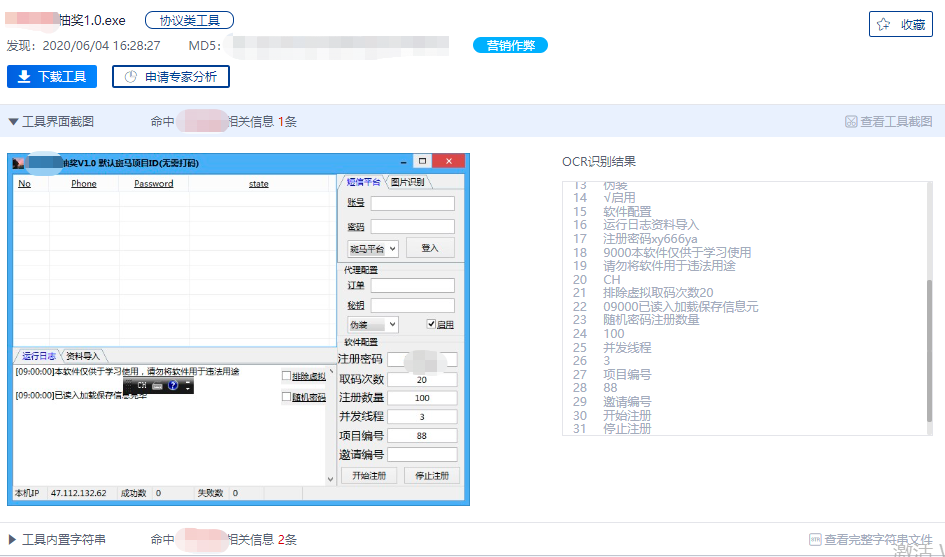 抽奖1.0.exe 协议类工具
收藏
发现：2020/06/04 16:28:27 MD5: 营销作弊
下载工具 申请专家分析
工具界面截图 命中 相关信息 1条 查看工具截图
抽奖V1.0 默认斑马项目ID(无需打码)
No Phone Password state
短信平台 图片识别
账号
密码
斑马平台 登入
代理配置
订单
秘钥
伪装 启用
软件配置
注册密码
取码次数 20
注册数量 100
并发线程 3
项目编号 88
邀请编号
开始注册 停止注册
运行日志 资料导入
[09:00:00]本软件仅供于学习使用，请勿将软件用于违法用途
CH
[09:00:00]已读入加载保存信息完毕
排除虚拟
随机密码
本机IP 47.112.132.62 成功数 0 失败数 0
OCR识别结果
13 伪装
14 √启用
15 软件配置
16 运行日志资料导入
17 注册密码xy666ya
18 9000本软件仅供于学习使用
19 请勿将软件用于违法用途
20 CH
21 排除虚拟取码次数20
22 09000已读入加载保存信息元
23 随机密码注册数量
24 100
25 并发线程
26 3
27 项目编号
28 88
29 邀请编号
30 开始注册
31 停止注册
工具内置字符串 命中 相关信息 2条 查看完整字符串文件
激活